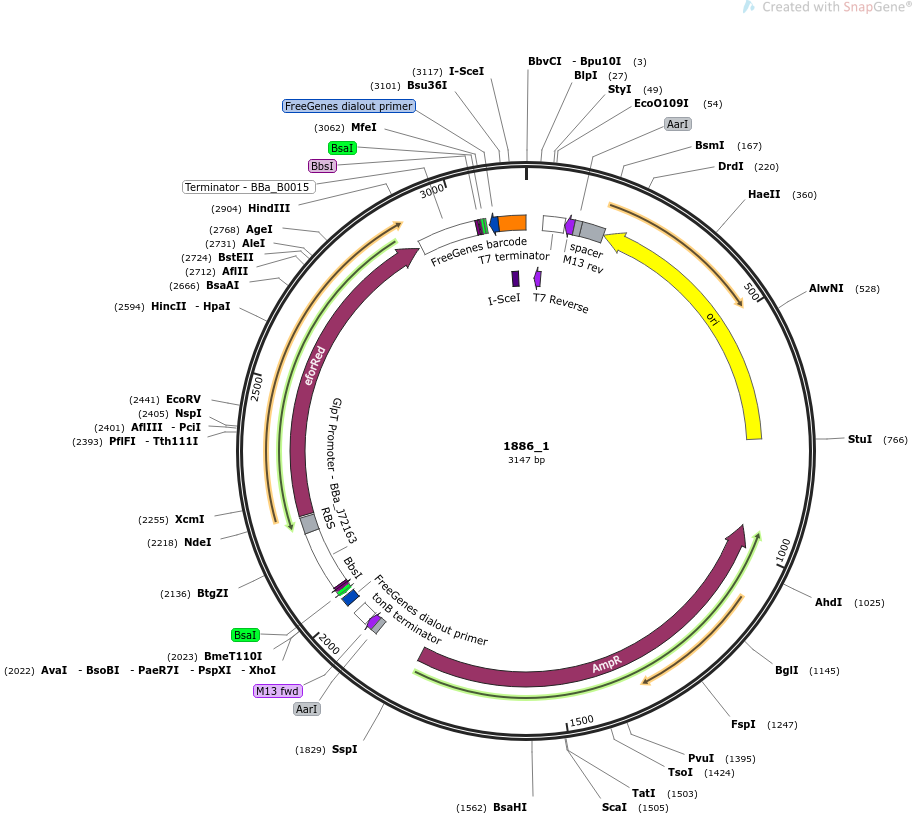 Created with SnapGene®
(3117) I-SceI
(3101) Bsu36I
FreeGenes dialout primer
(3062) MfeI
BsaI
BbsI
Terminator - BBa_B0015
(2904) HindIII
(2768) AgeI
(2731) AleI
(2724) BstEII
(2712) AflII
(2666) BsaAI
(2594) HincII - HpaI
(2441) EcoRV
(2405) NspI
(2401) AflIII - PciI
(2393) PflFI - Tth111I
(2255) XcmI
(2218) NdeI
(2136) BtgZI
BsaI
(2023) BmeT110I
(2022) AvaI - BsoBI - PaeR7I - PspXI - XhoI
M13 fwd
AarI
(1829) SspI
BbvCI - Bpu10I (3)
BlpI (27)
StyI (49)
EcoO109I (54)
AarI
BsmI (167)
DrdI (220)
HaeII (360)
AlwNI (528)
StuI (766)
AhdI (1025)
BglI (1145)
FspI (1247)
PvuI (1395)
TsoI (1424)
TatI (1503)
ScaI (1505)
BsaHI (1562)
500
1000
1500
2000
2500
3000
FreeGenes barcode
T7 terminator
spacer
M13 rev
I-SceI
T7 Reverse
ori
eforRed
GlpT Promoter - BBa_J72163
RBS
BbsI
FreeGenes dialout primer
tonB terminator
AmpR
1886_1
3147 bp